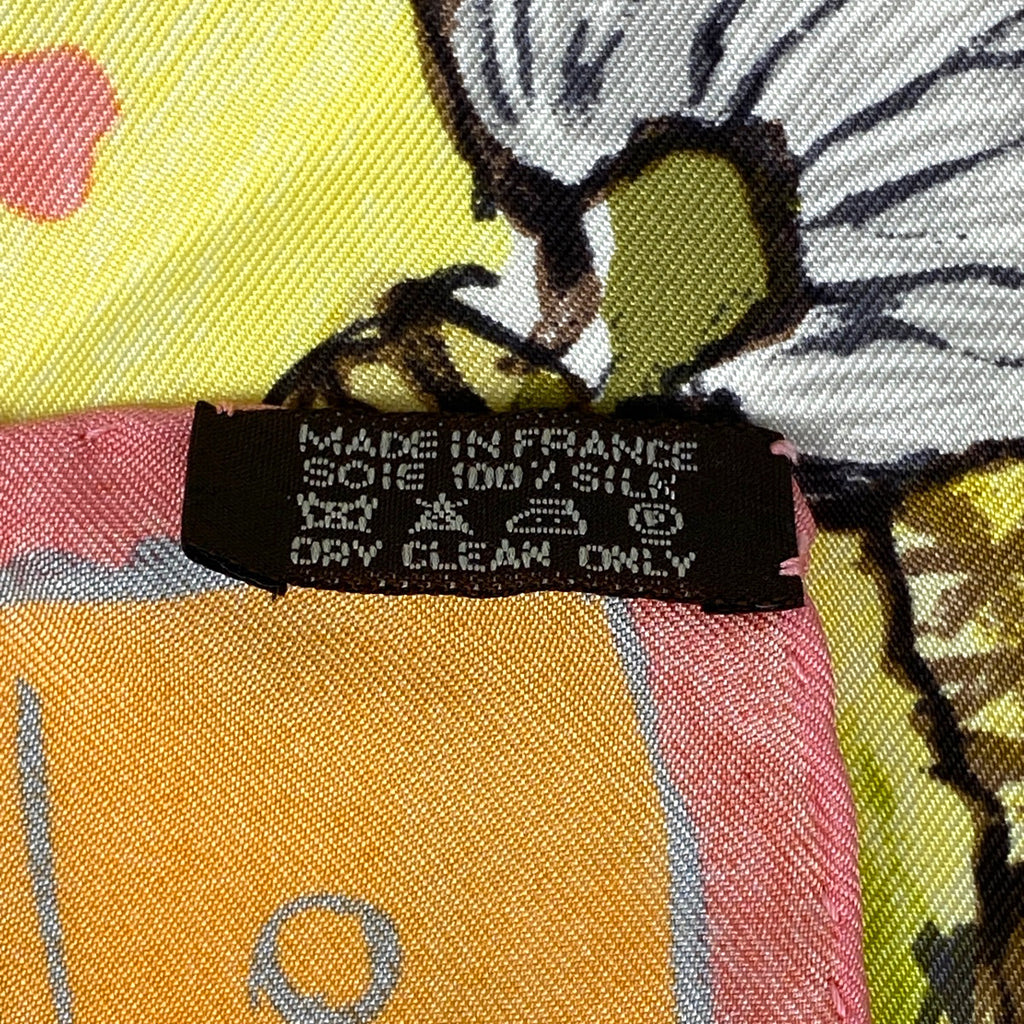 MADE IN FRANCE
SOIE 100% SILK
DRY CLEAN ONLY